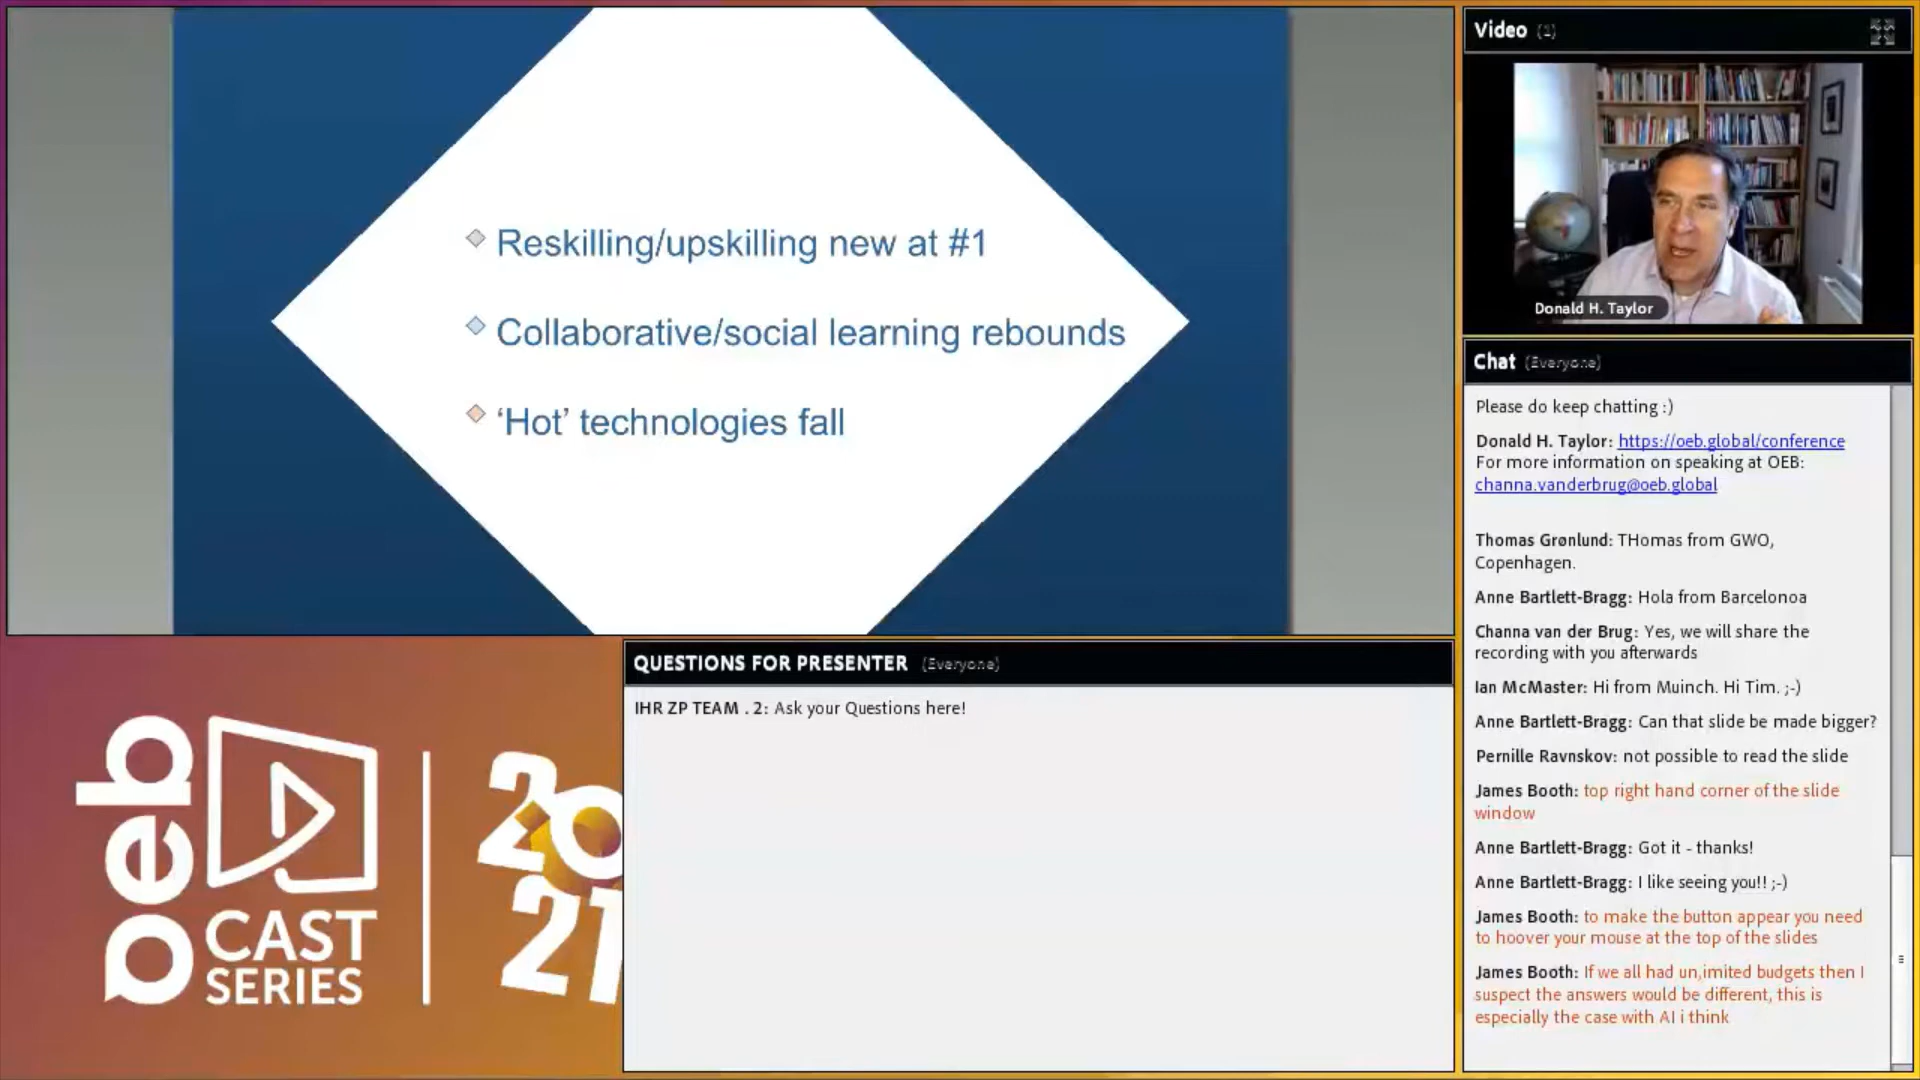 Reskilling/upskilling new at #1
Collaborative/social learning rebounds
‘Hot’ technologies fall
Video (1)
Donald H. Taylor
Chat (Everyone)
Please do keep chatting :)
Donald H. Taylor: https://oeb.global/conference
For more information on speaking at OEB:
channa.vanderbrug@oeb.global
Thomas Grønlund: THomas from GWO,
Copenhagen.
Anne Bartlett-Bragg: Hola from Barcelonoa
Channa van der Brug: Yes, we will share the
recording with you afterwards
Ian McMaster: Hi from Muinch. Hi Tim. ;-)
Anne Bartlett-Bragg: Can that slide be made bigger?
Pernille Ravnskov: not possible to read the slide
James Booth: top right hand corner of the slide
window
Anne Bartlett-Bragg: Got it - thanks!
Anne Bartlett-Bragg: I like seeing you!! ;-)
James Booth: to make the button appear you need
to hoover your mouse at the top of the slides
James Booth: If we all had un,imited budgets then I
suspect the answers would be different, this is
especially the case with AI i think
QUESTIONS FOR PRESENTER (Everyone)
IHR ZP TEAM . 2: Ask your Questions here!
oeb
CAST
SERIES
20
21